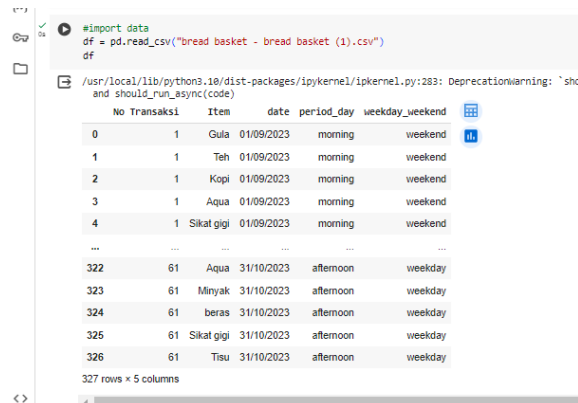 #import data
df = pd.read_csv("bread basket - bread basket (1).csv")
df
/usr/local/lib/python3.10/dist-packages/ipykernel/ipkernel.py:283: DeprecationWarning: `sho
and should_run_async(code)
No Transaksi Item date period_day weekday_weekend
0 1 Gula 01/09/2023 morning weekend
1 1 Teh 01/09/2023 morning weekend
2 1 Kopi 01/09/2023 morning weekend
3 1 Aqua 01/09/2023 morning weekend
4 1 Sikat gigi 01/09/2023 morning weekend
... ... ... ... ... ...
322 61 Aqua 31/10/2023 afternoon weekday
323 61 Minyak 31/10/2023 afternoon weekday
324 61 beras 31/10/2023 afternoon weekday
325 61 Sikat gigi 31/10/2023 afternoon weekday
326 61 Tisu 31/10/2023 afternoon weekday
327 rows × 5 columns